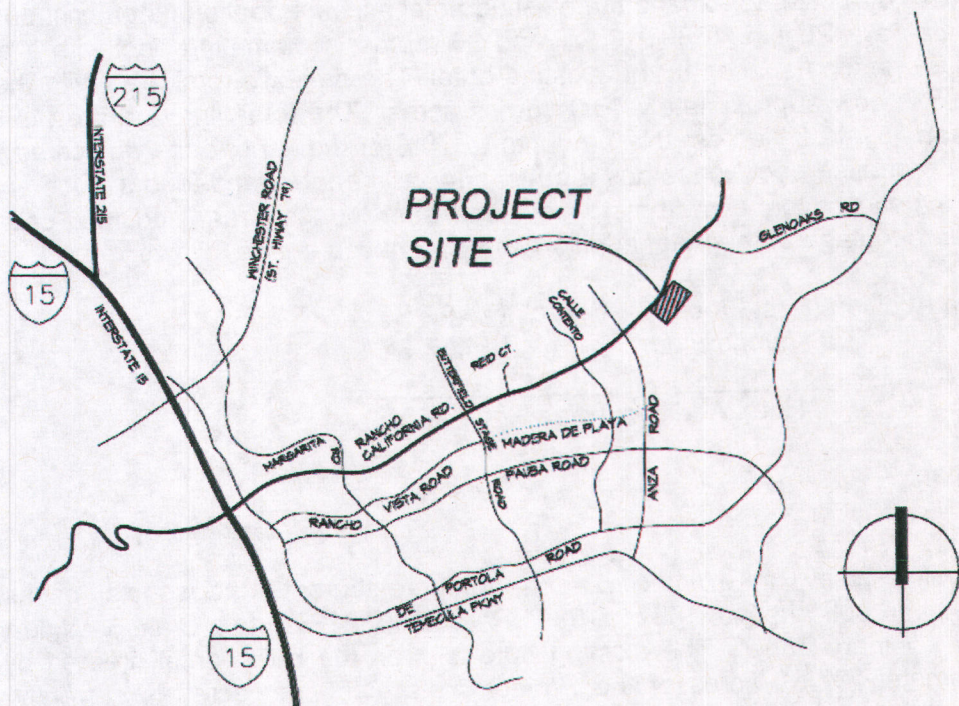 215
INTERSTATE 215
WINCHESTER ROAD
(ST. HIWAY 79)
PROJECT
SITE
GLENOAKS RD
15
INTERSTATE 15
CALLE
CONTENTO
REID CT.
BUTTERFIELD STAGE ROAD
RANCHO
CALIFORNIA RD.
MARGARITA RD
MADERA DE PLAYA
ANZA ROAD
PAUBA ROAD
RANCHO VISTA ROAD
DE PORTOLA ROAD
TEMECULA PKWY
15